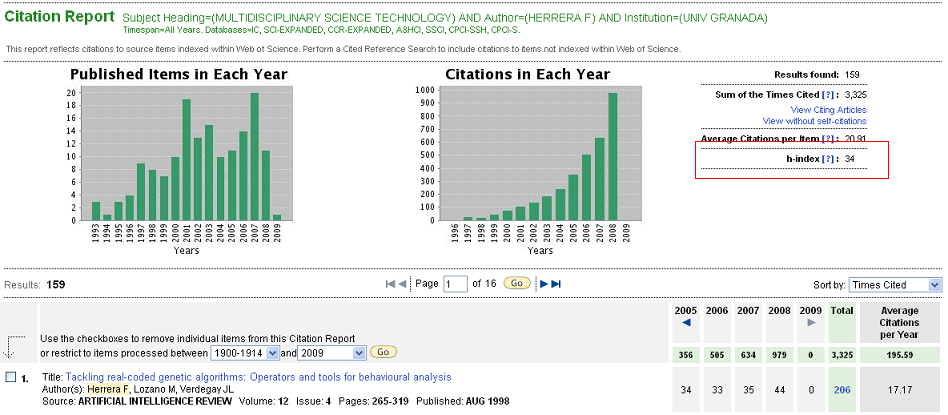 Citation Report Subject Heading=(MULTIDISCIPLINARY SCIENCE TECHNOLOGY) AND Author=(HERRERA F) AND Institution=(UNIV GRANADA)
Timespan=All Years. Databases=IC, SCI-EXPANDED, CCR-EXPANDED, A&HCI, SSCI, CPCI-SSH, CPCI-S.
This report reflects citations to source items indexed within Web of Science. Perform a Cited Reference Search to include citations to items not indexed within Web of Science.
Published Items in Each Year
20
18
16
14
12
10
8
6
4
2
0
1993
1994
1995
1996
1997
1998
1999
2000
2001
2002
2003
2004
2005
2006
2007
2008
2009
Years
Citations in Each Year
1000
900
800
700
600
500
400
300
200
100
0
1996
1997
1998
1999
2000
2001
2002
2003
2004
2005
2006
2007
2008
2009
Years
Results found: 159
Sum of the Times Cited [?] : 3,325
View Citing Articles
View without self-citations
Average Citations per Item [?] : 20.91
h-index [?] : 34
Results: 159
Page 1 of 16 Go
Sort by: Times Cited
2005 2006 2007 2008 2009 Total Average
Citations
per Year
Use the checkboxes to remove individual items from this Citation Report
or restrict to items processed between 1900-1914 and 2009 Go
356 505 634 979 0 3,325 195.59
1. Title: Tackling real-coded genetic algorithms: Operators and tools for behavioural analysis
Author(s): Herrera F, Lozano M, Verdegay JL
Source: ARTIFICIAL INTELLIGENCE REVIEW Volume: 12 Issue: 4 Pages: 265-319 Published: AUG 1998
34 33 35 44 0 206 17.17